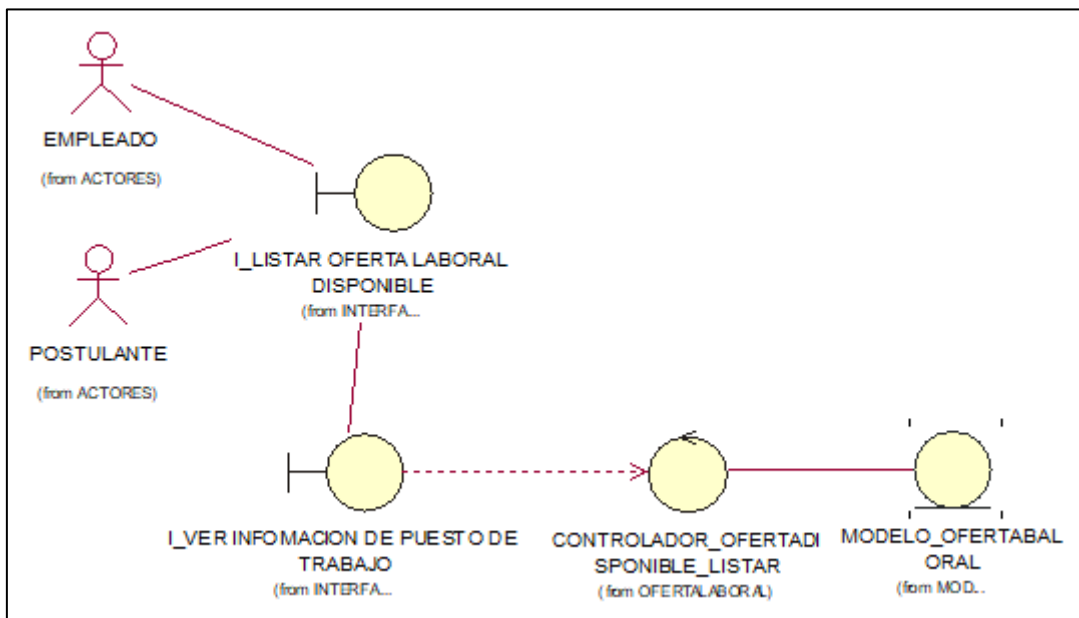 EMPLEADO
(from ACTORES)
I_LISTAR OFERTA LABORAL
DISPONIBLE
(from INTERFA...
POSTULANTE
(from ACTORES)
I_VER INFOMACION DE PUESTO DE
TRABAJO
(from INTERFA...
CONTROLADOR_OFERTADI
SPONIBLE_LISTAR
(from OFERTALABORAL)
MODELO_OFERTABAL
ORAL
(from MOD...